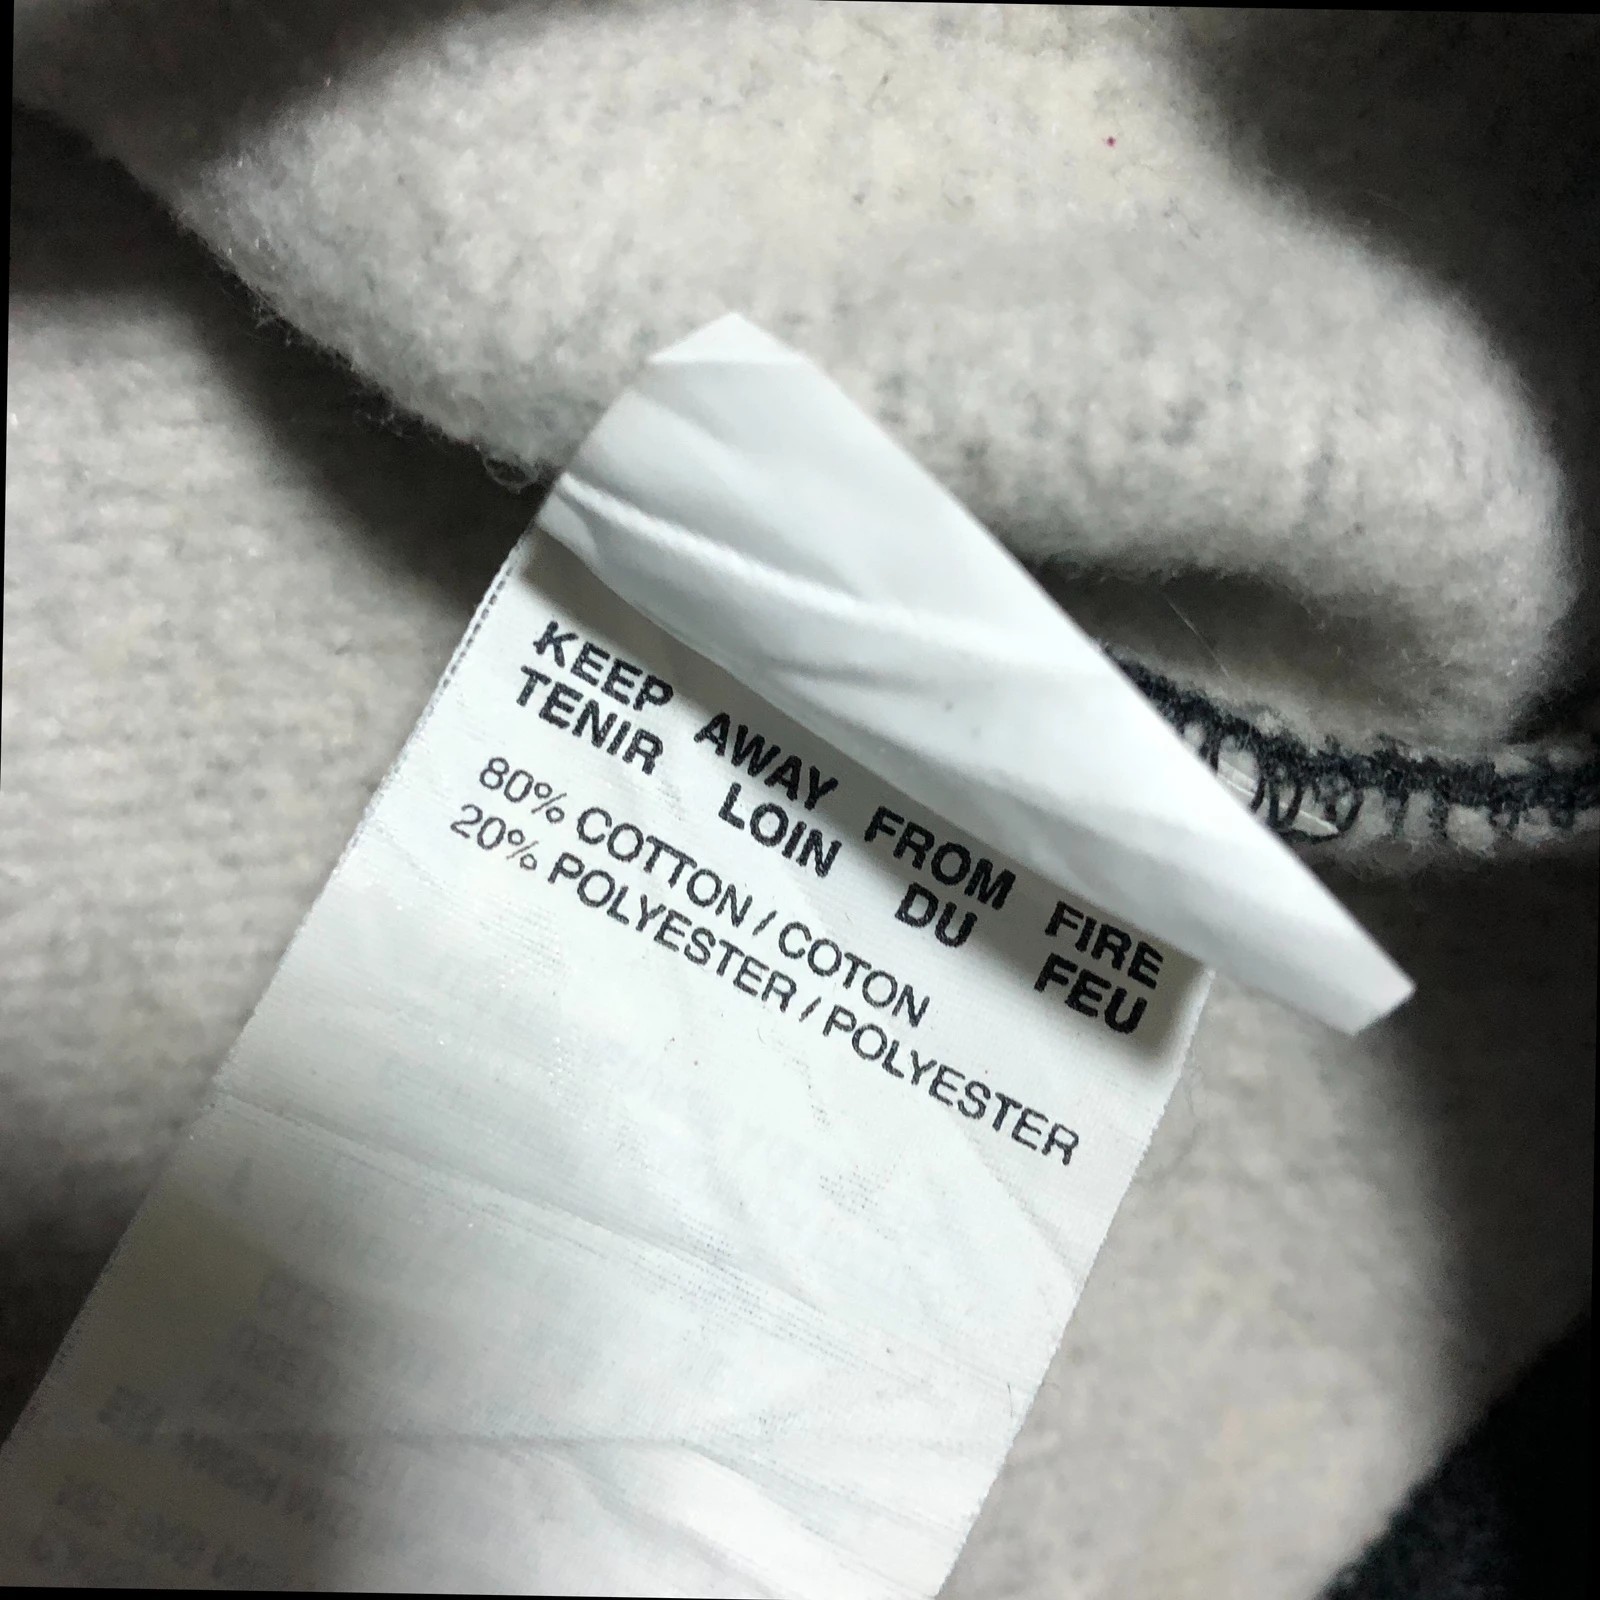 KEEP AWAY FROM FIRE
TENIR LOIN DU FEU
80% COTTON / COTON
20% POLYESTER / POLYESTER